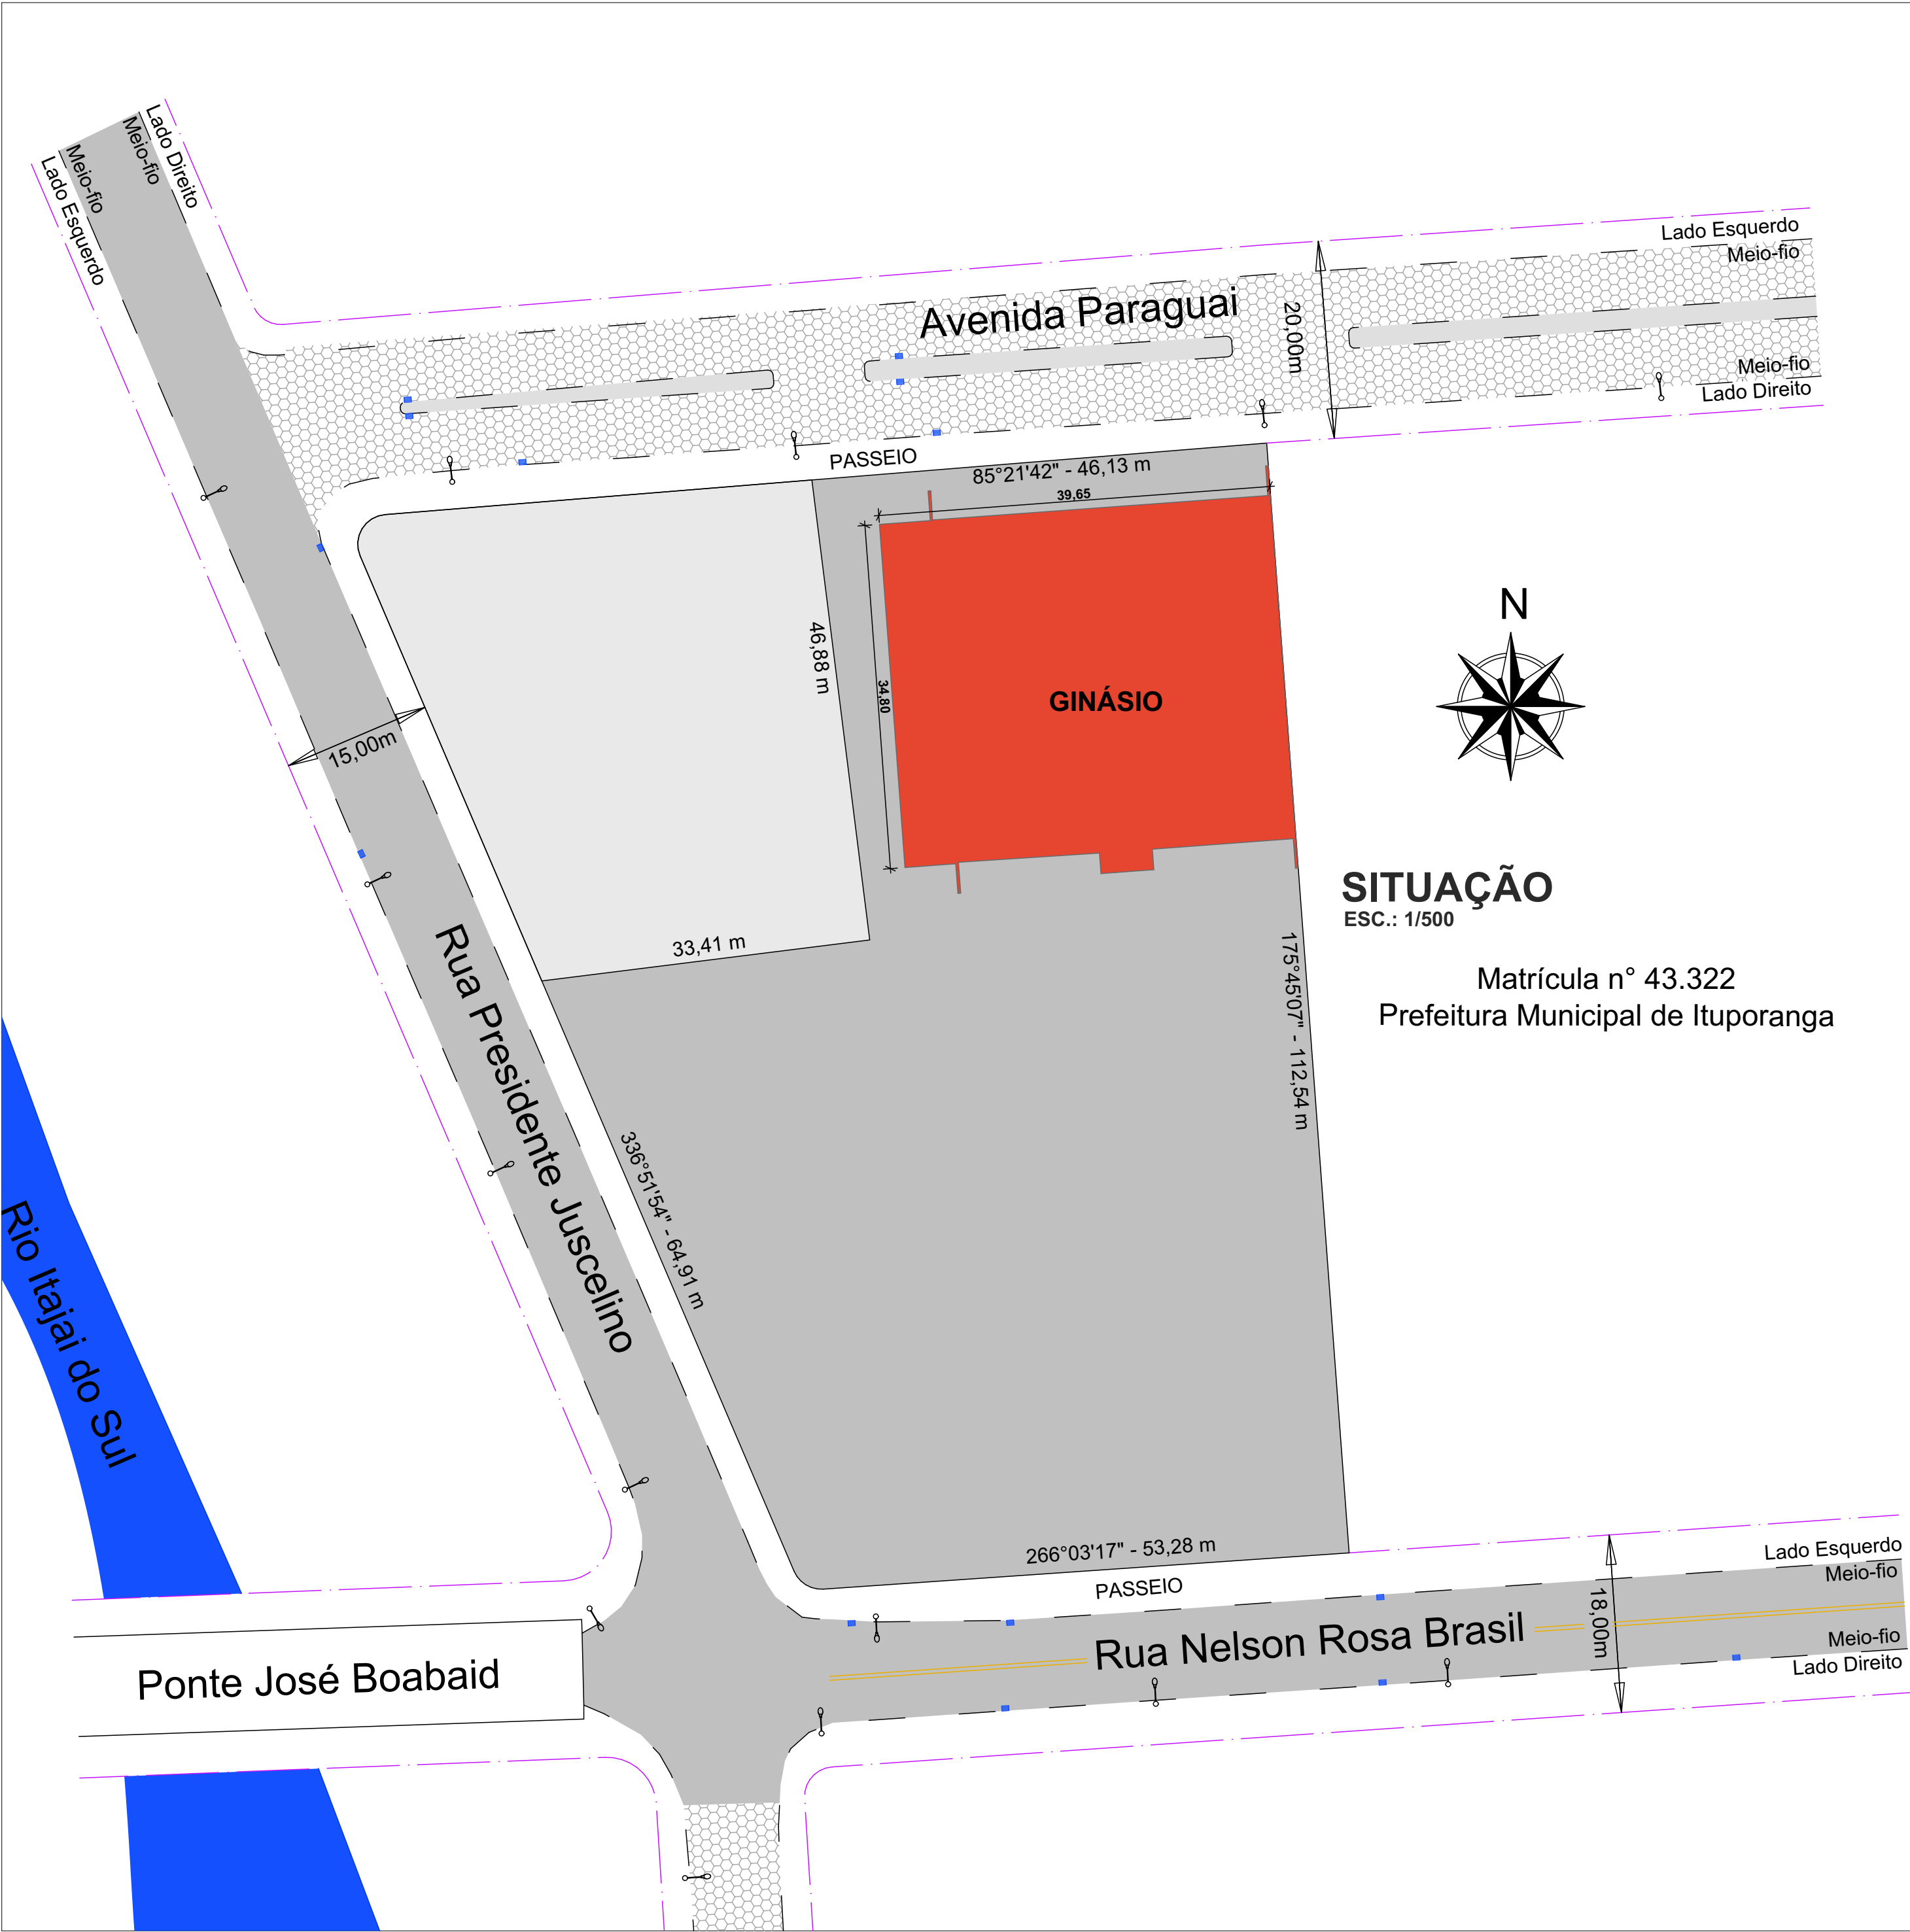 Lado Direito
Meio-fio
Meio-fio
Lado Esquerdo
Lado Esquerdo
Meio-fio
Avenida Paraguai
20,00m
Meio-fio
Lado Direito
PASSEIO
85°21'42" - 46,13 m
39,65
46,88 m
34,80
GINÁSIO
N
15,00m
SITUAÇÃO
ESC.: 1/500
33,41 m
Rua Presidente Juscelino
175°45'07" - 112,54 m
Matrícula n° 43.322
Prefeitura Municipal de Ituporanga
336°51'54" - 64,91 m
Rio Itajai do Sul
266°03'17" - 53,28 m
PASSEIO
Lado Esquerdo
Meio-fio
18,00m
Rua Nelson Rosa Brasil
Meio-fio
Lado Direito
Ponte José Boabaid